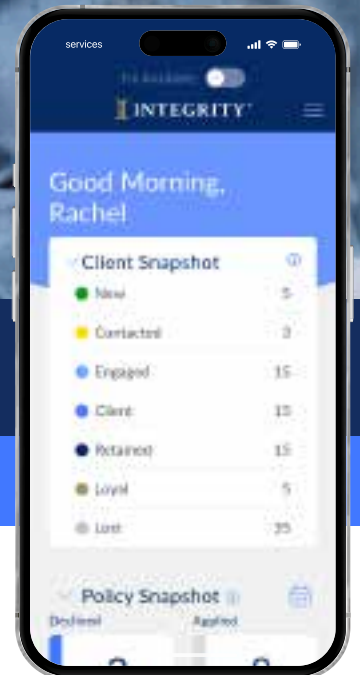 services
INTEGRITY
Good Morning,
Rachel
Client Snapshot
New 5
Contacted 3
Engaged 15
Client 15
Retained 15
Loyal 5
Lost 35
Policy Snapshot
Declined Applied